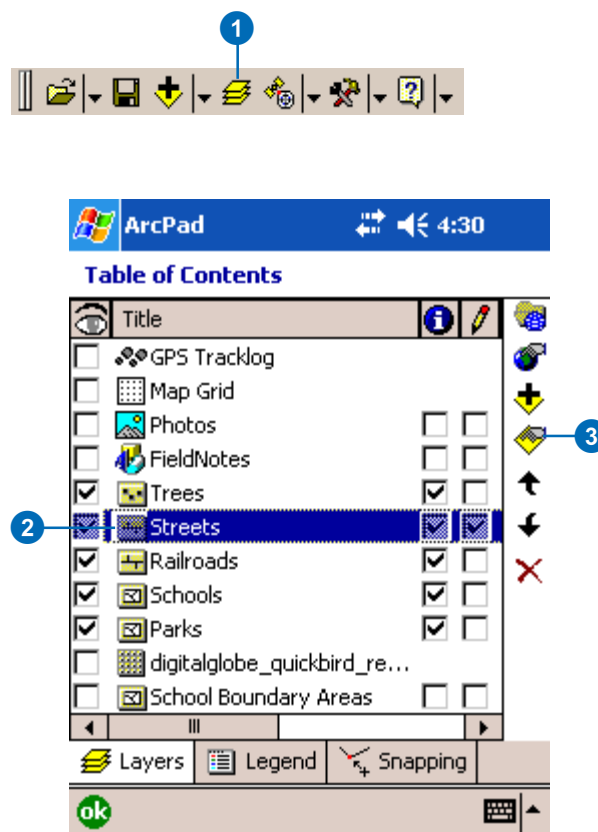 1
ArcPad 4:30
Table of Contents
Title
GPS Tracklog
Map Grid
Photos
FieldNotes
3
Trees
2
Streets
Railroads
Schools
Parks
digitalglobe_quickbird_re...
School Boundary Areas
Layers Legend Snapping
ok